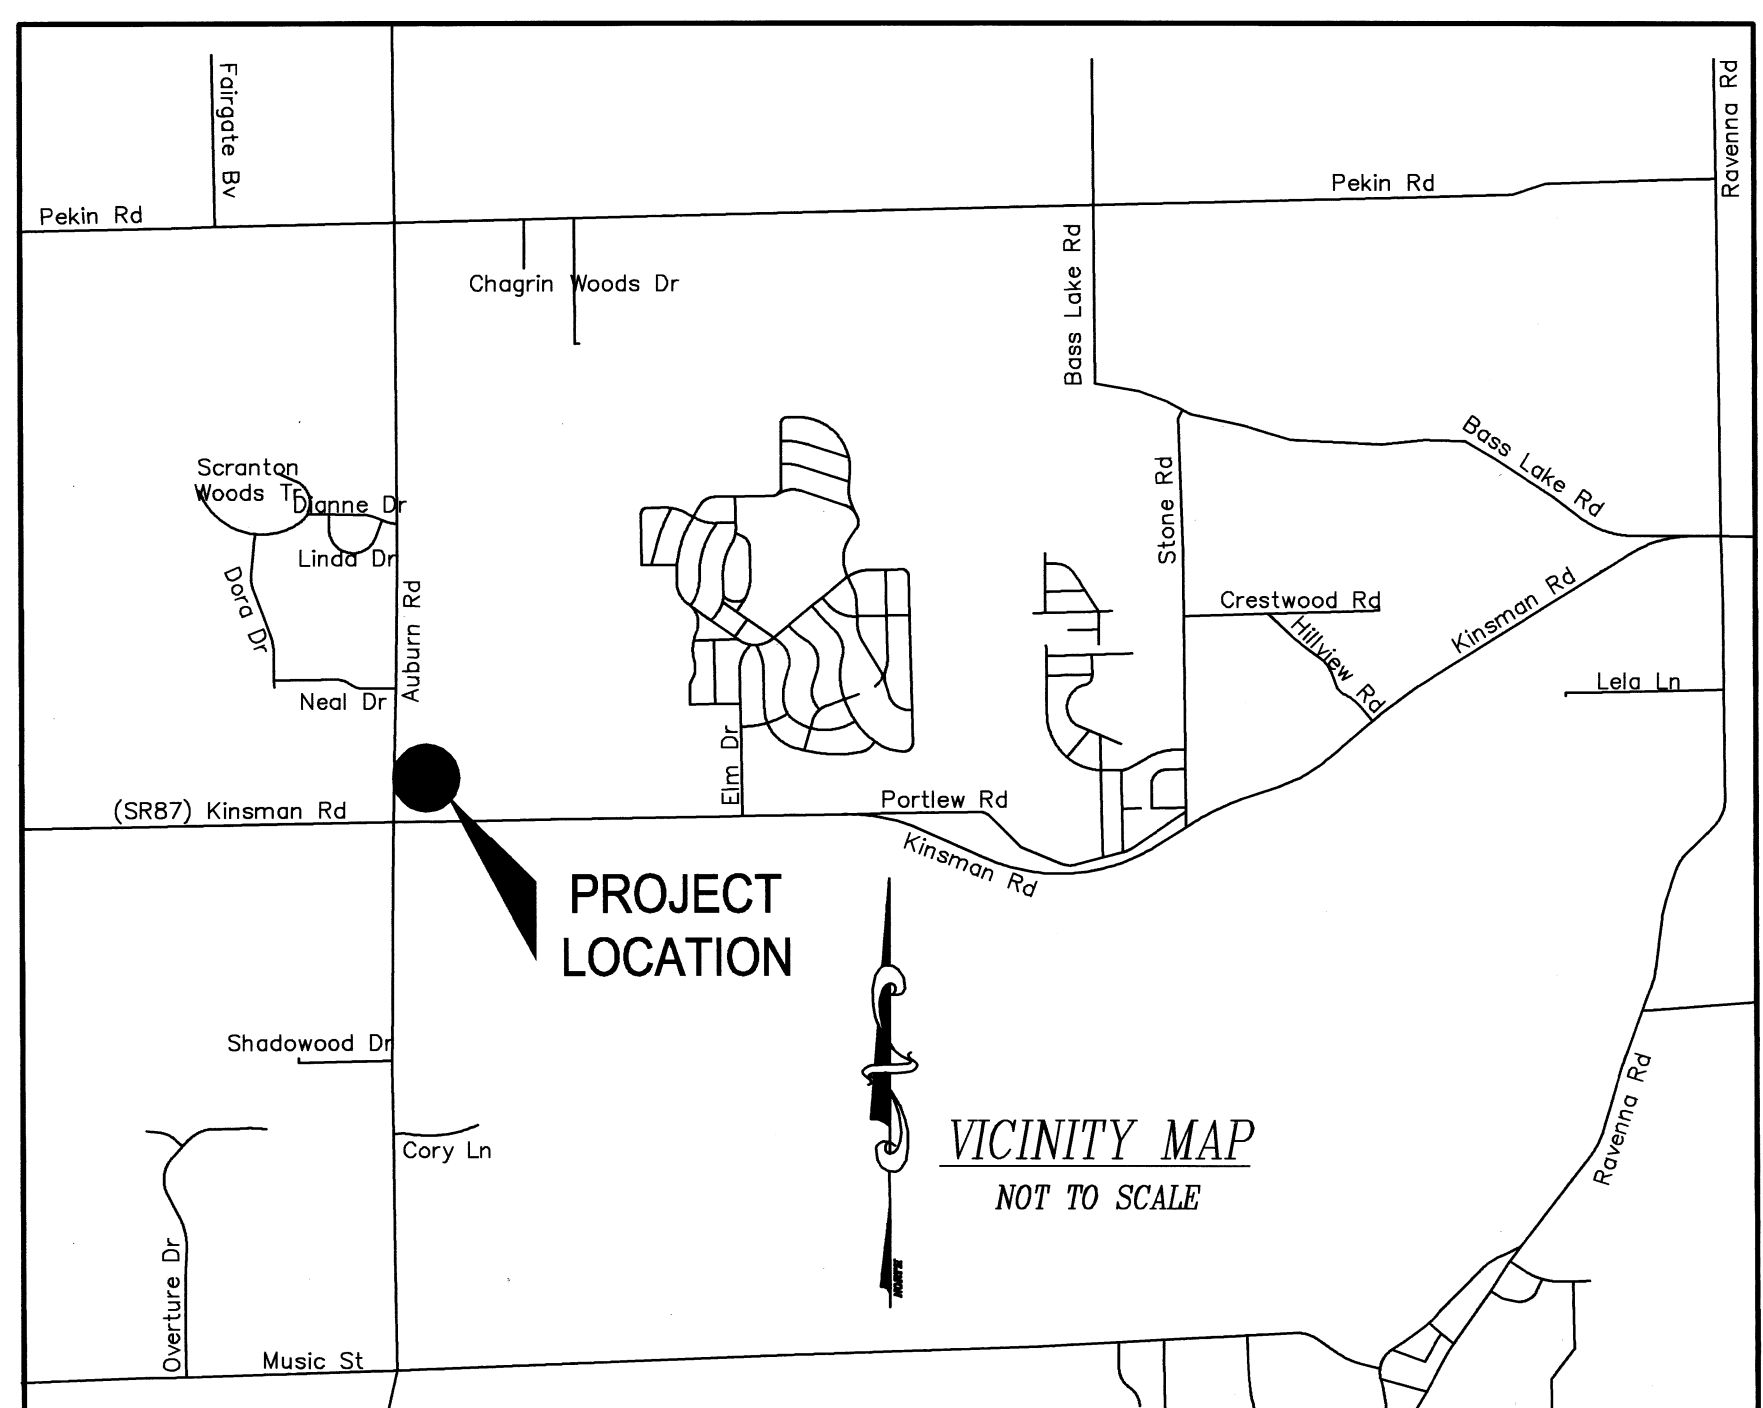 Fairgate Bv
Ravenna Rd
Pekin Rd
Pekin Rd
Bass Lake Rd
Chagrin Woods Dr
Bass Lake Rd
Scranton
Woods Tr
Dianne Dr
Linda Dr
Stone Rd
Dora Dr
Auburn Rd
Crestwood Rd
Hillview Rd
Kinsman Rd
Lela Ln
Neal Dr
Elm Dr
(SR87) Kinsman Rd
Portlew Rd
Kinsman Rd
PROJECT
LOCATION
Shadowood Dr
Cory Ln
Ravenna Rd
VICINITY MAP
NOT TO SCALE
NORTH
Overture Dr
Music St